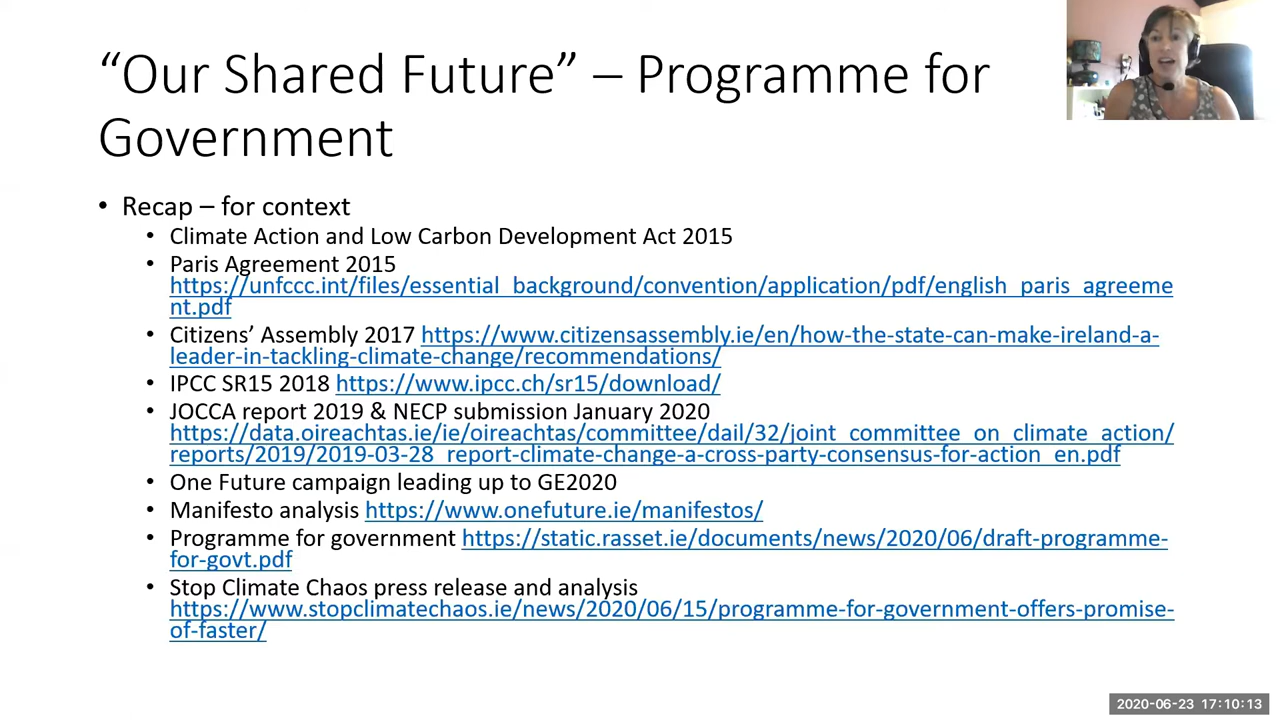 “Our Shared Future” – Programme for
Government
• Recap – for context
• Climate Action and Low Carbon Development Act 2015
• Paris Agreement 2015
https://unfccc.int/files/essential_background/convention/application/pdf/english_paris_agreeme
nt.pdf
• Citizens’ Assembly 2017 https://www.citizensassembly.ie/en/how-the-state-can-make-ireland-a-
leader-in-tackling-climate-change/recommendations/
• IPCC SR15 2018 https://www.ipcc.ch/sr15/download/
• JOCCA report 2019 & NECP submission January 2020
https://data.oireachtas.ie/ie/oireachtas/committee/dail/32/joint_committee_on_climate_action/
reports/2019/2019-03-28_report-climate-change-a-cross-party-consensus-for-action_en.pdf
• One Future campaign leading up to GE2020
• Manifesto analysis https://www.onefuture.ie/manifestos/
• Programme for government https://static.rasset.ie/documents/news/2020/06/draft-programme-
for-govt.pdf
• Stop Climate Chaos press release and analysis
https://www.stopclimatechaos.ie/news/2020/06/15/programme-for-government-offers-promise-
of-faster/
2020-06-23 17:10:13